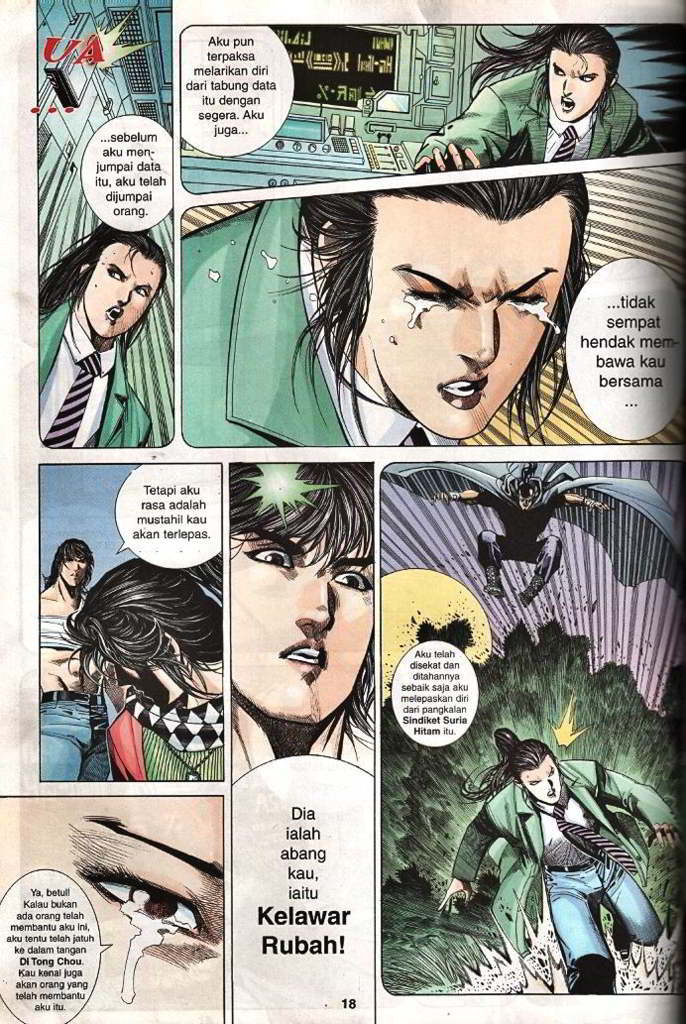 UA
...
...sebelum
aku men-
jumpai data
itu, aku telah
dijumpai
orang.
Aku pun
terpaksa
melarikan diri
dari tabung data
itu dengan
segera. Aku
juga...
...tidak
sempat
hendak mem-
bawa kau
bersama
...
Tetapi aku
rasa adalah
mustahil kau
akan terlepas.
Dia
ialah
abang
kau,
iaitu
Kelawar
Rubah!
Aku telah
disekat dan
ditahannya
sebaik saja aku
melepaskan diri
dari pangkalan
Sindiket Suria
Hitam itu.
Ya, betul!
Kalau bukan
ada orang telah
membantu aku ini,
aku tentu telah jatuh
ke dalam tangan
Di Tong Chou.
Kau kenal juga
akan orang yang
telah membantu
aku itu.
18